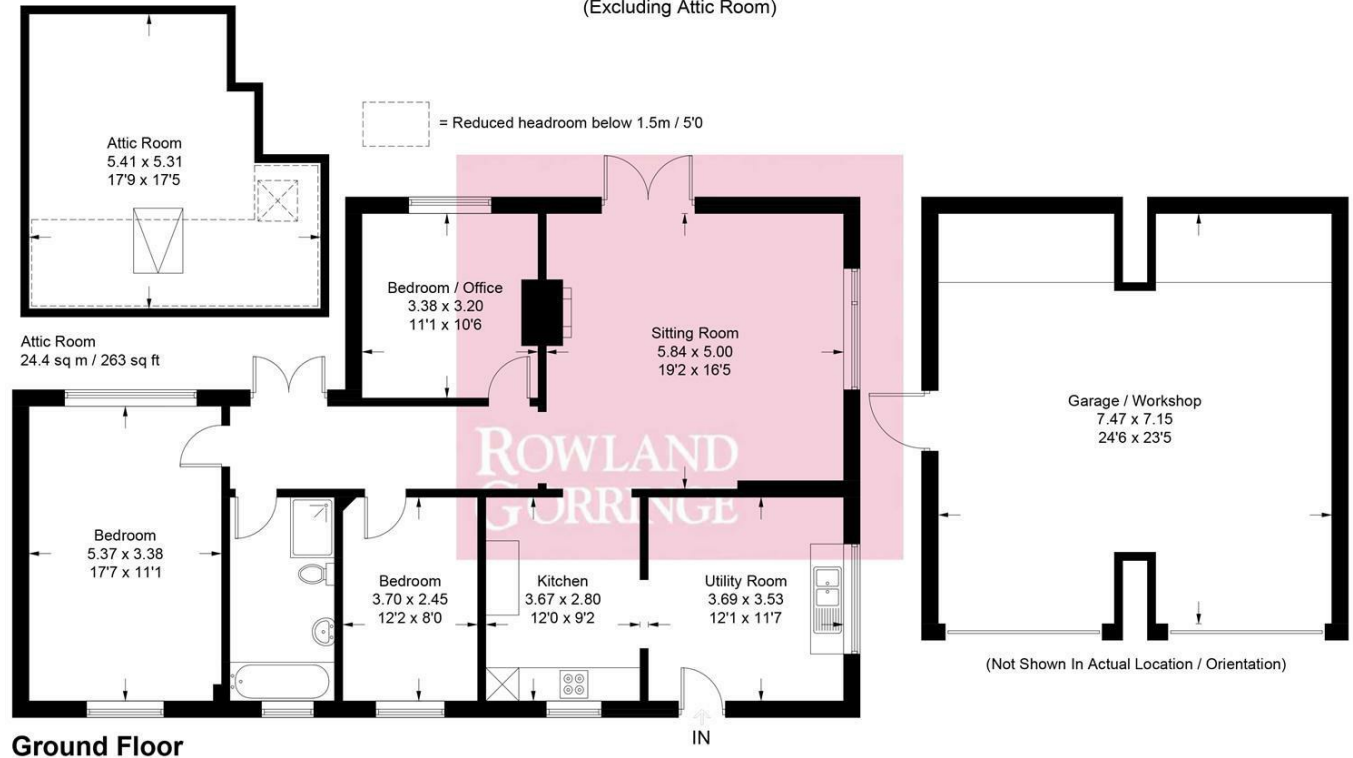 (Excluding Attic Room)
Attic Room
5.41 x 5.31
17'9 x 17'5
= Reduced headroom below 1.5m / 5'0
Attic Room
24.4 sq m / 263 sq ft
Bedroom / Office
3.38 x 3.20
11'1 x 10'6
Sitting Room
5.84 x 5.00
19'2 x 16'5
Garage / Workshop
7.47 x 7.15
24'6 x 23'5
ROWLAND
GORRINGE
Bedroom
5.37 x 3.38
17'7 x 11'1
Bedroom
3.70 x 2.45
12'2 x 8'0
Kitchen
3.67 x 2.80
12'0 x 9'2
Utility Room
3.69 x 3.53
12'1 x 11'7
(Not Shown In Actual Location / Orientation)
IN
Ground Floor